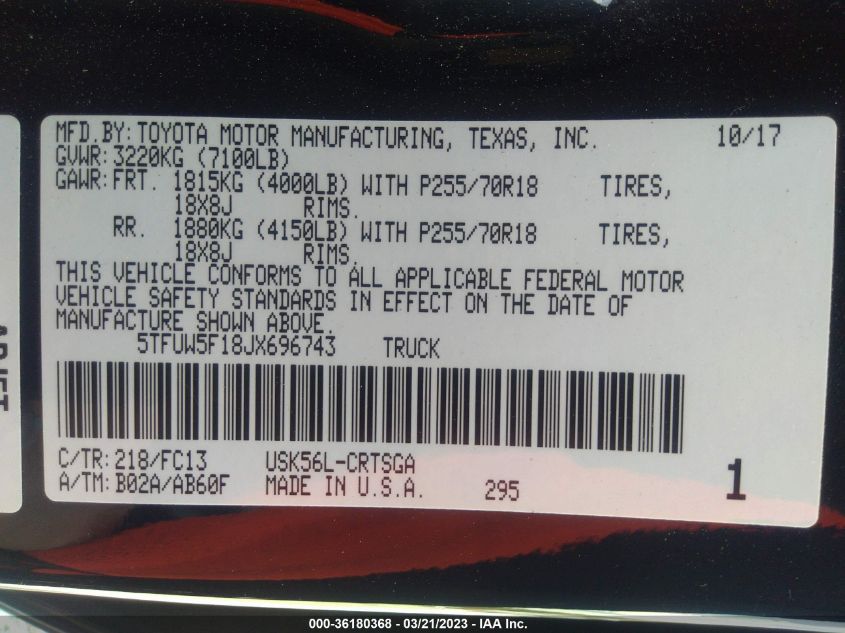 MFD.BY:TOYOTA MOTOR MANUFACTURING, TEXAS, INC. 10/17
GVWR:3220KG (7100LB)
GAWR:FRT. 1815KG (4000LB) WITH P255/70R18 TIRES,
18X8J RIMS.
RR. 1880KG (4150LB) WITH P255/70R18 TIRES,
18X8J RIMS.
THIS VEHICLE CONFORMS TO ALL APPLICABLE FEDERAL MOTOR
VEHICLE SAFETY STANDARDS IN EFFECT ON THE DATE OF
MANUFACTURE SHOWN ABOVE.
5TFUW5F18JX696743 TRUCK
C/TR:218/FC13 USK56L-CRTSGA
A/TM:B02A/AB60F MADE IN U.S.A. 295 1
000-36180368 - 03/21/2023 - IAA Inc.